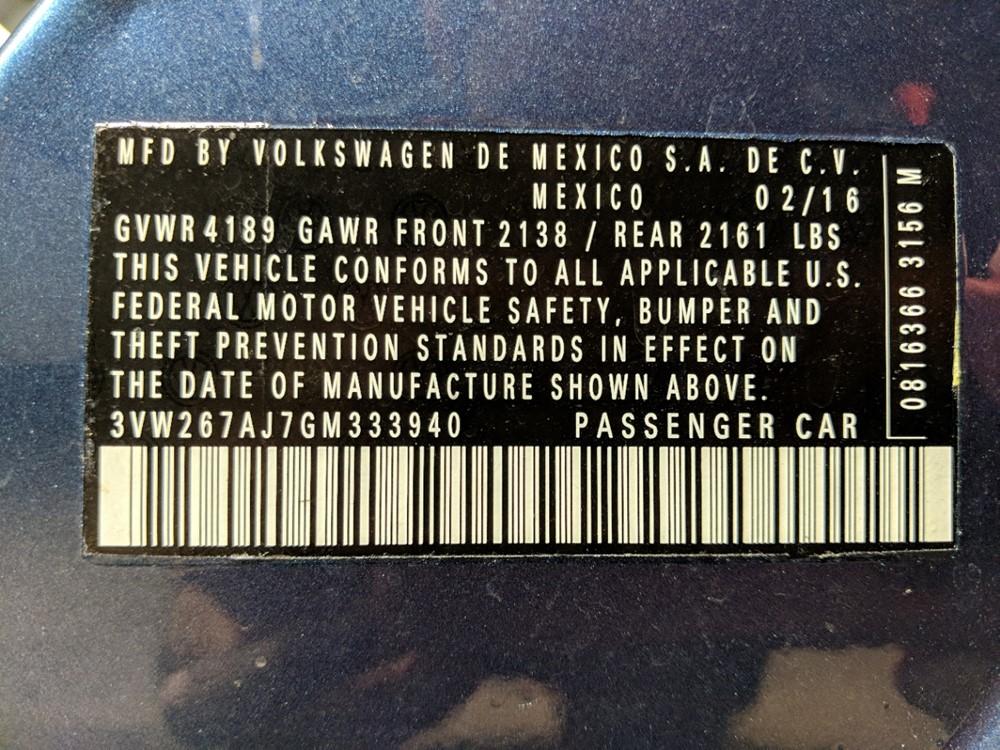 MFD BY VOLKSWAGEN DE MEXICO S.A. DE C.V.
MEXICO 02/16
GVWR 4189 GAWR FRONT 2138 / REAR 2161 LBS
THIS VEHICLE CONFORMS TO ALL APPLICABLE U.S.
FEDERAL MOTOR VEHICLE SAFETY, BUMPER AND
THEFT PREVENTION STANDARDS IN EFFECT ON
THE DATE OF MANUFACTURE SHOWN ABOVE.
3VW267AJ7GM333940 PASSENGER CAR
0816366 3156 M